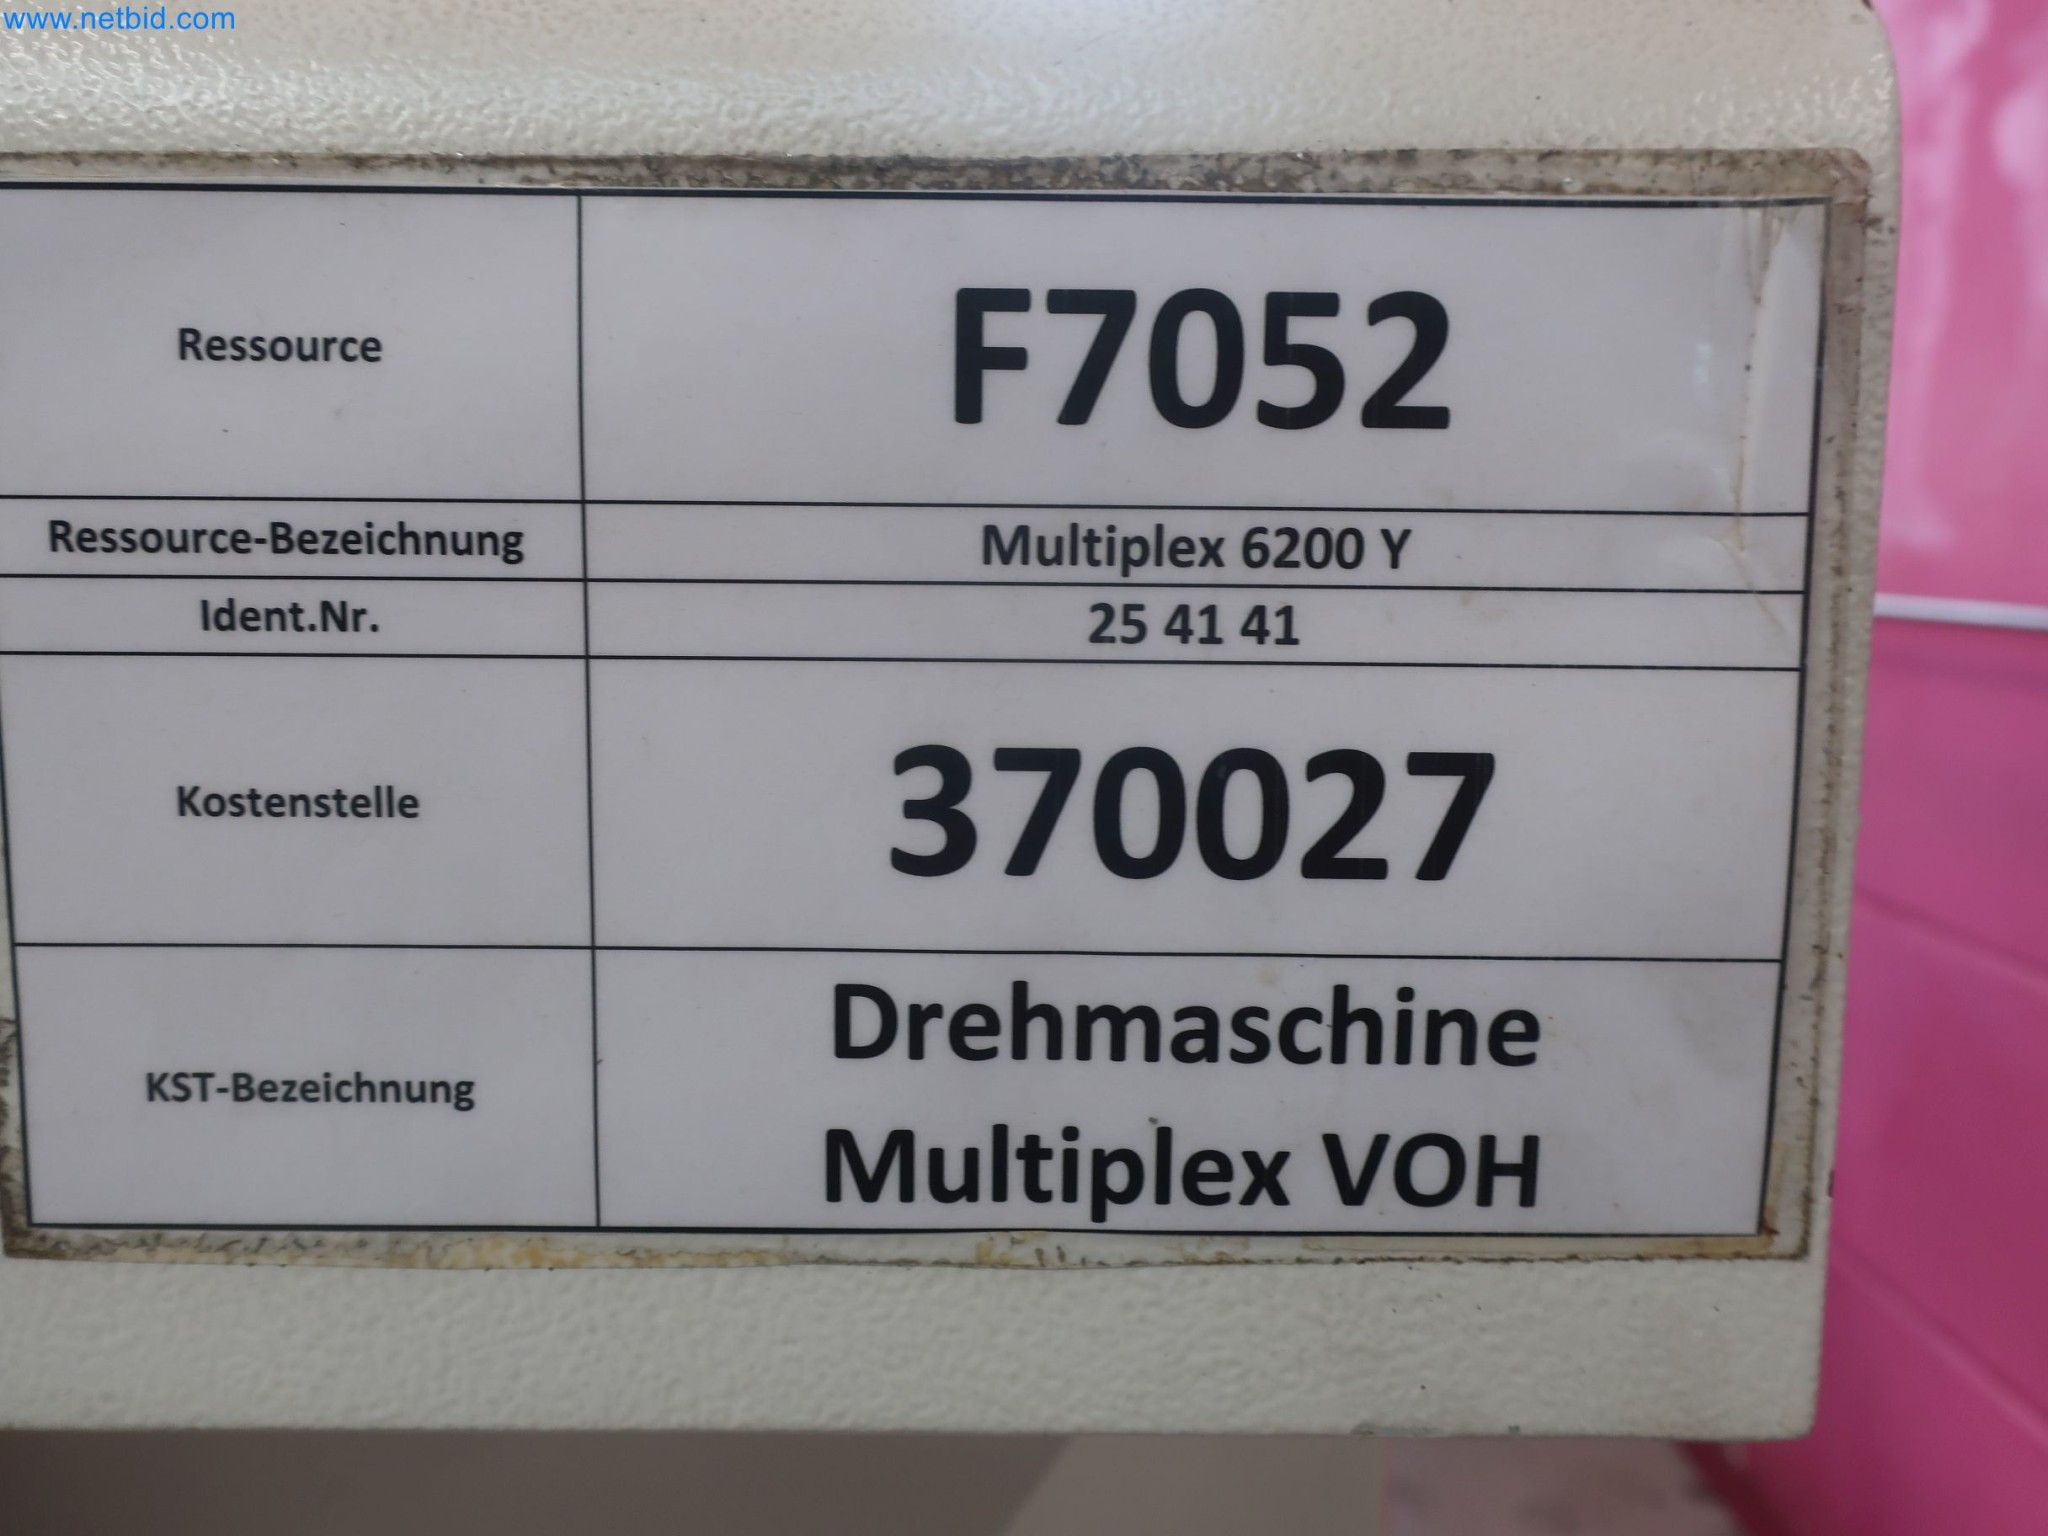 www.netbid.com
Ressource F7052
Ressource-Bezeichnung Multiplex 6200 Y
Ident.Nr. 25 41 41
Kostenstelle 370027
KST-Bezeichnung Drehmaschine
Multiplex VOH